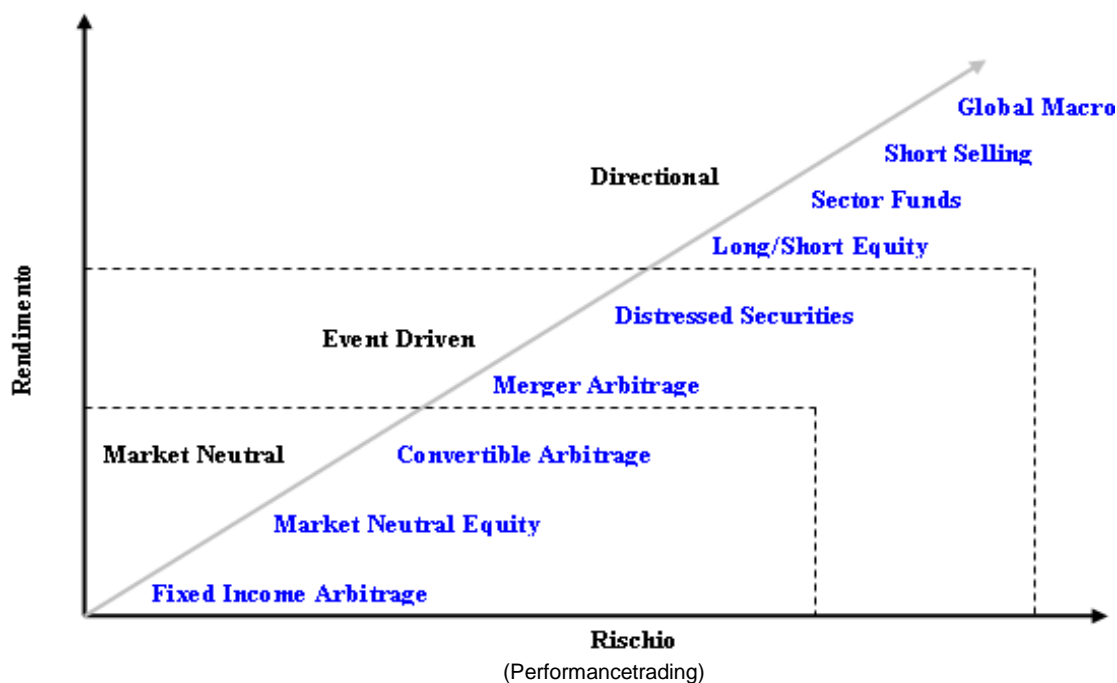 Global Macro
Short Selling
Directional
Sector Funds
Long/Short Equity
Rendimento
Distressed Securities
Event Driven
Merger Arbitrage
Market Neutral
Convertible Arbitrage
Market Neutral Equity
Fixed Income Arbitrage
Rischio
(Performancetrading)